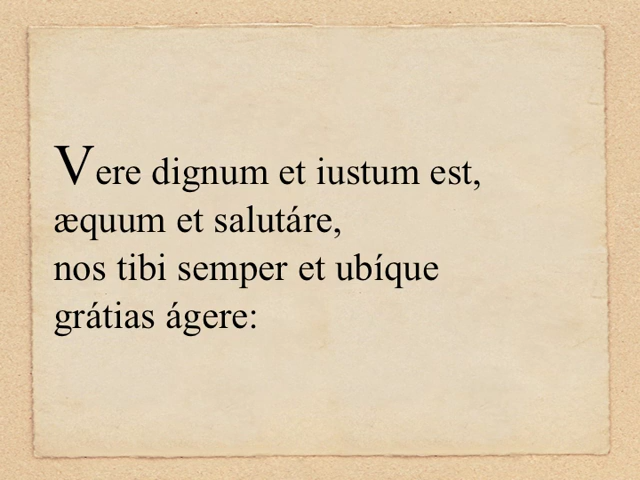 Vere dignum et iustum est,
æquum et salutáre,
nos tibi semper et ubíque
grátias ágere: